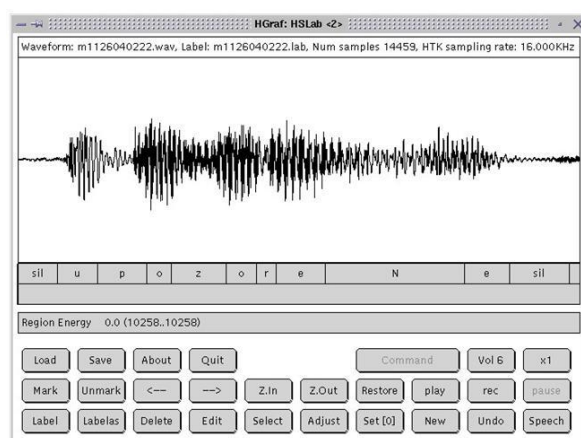 HGraf: HSLab <2>
Waveform: m1126040222.wav, Label: m1126040222.lab, Num samples 14459, HTK sampling rate: 16.000KHz
sil u p o z o r e N e sil
Region Energy 0.0 (10258..10258)
Load Save About Quit Command Vol 6 x1
Mark Unmark <-- --> Z.In Z.Out Restore play rec pause
Label Labelas Delete Edit Select Adjust Set [0] New Undo Speech